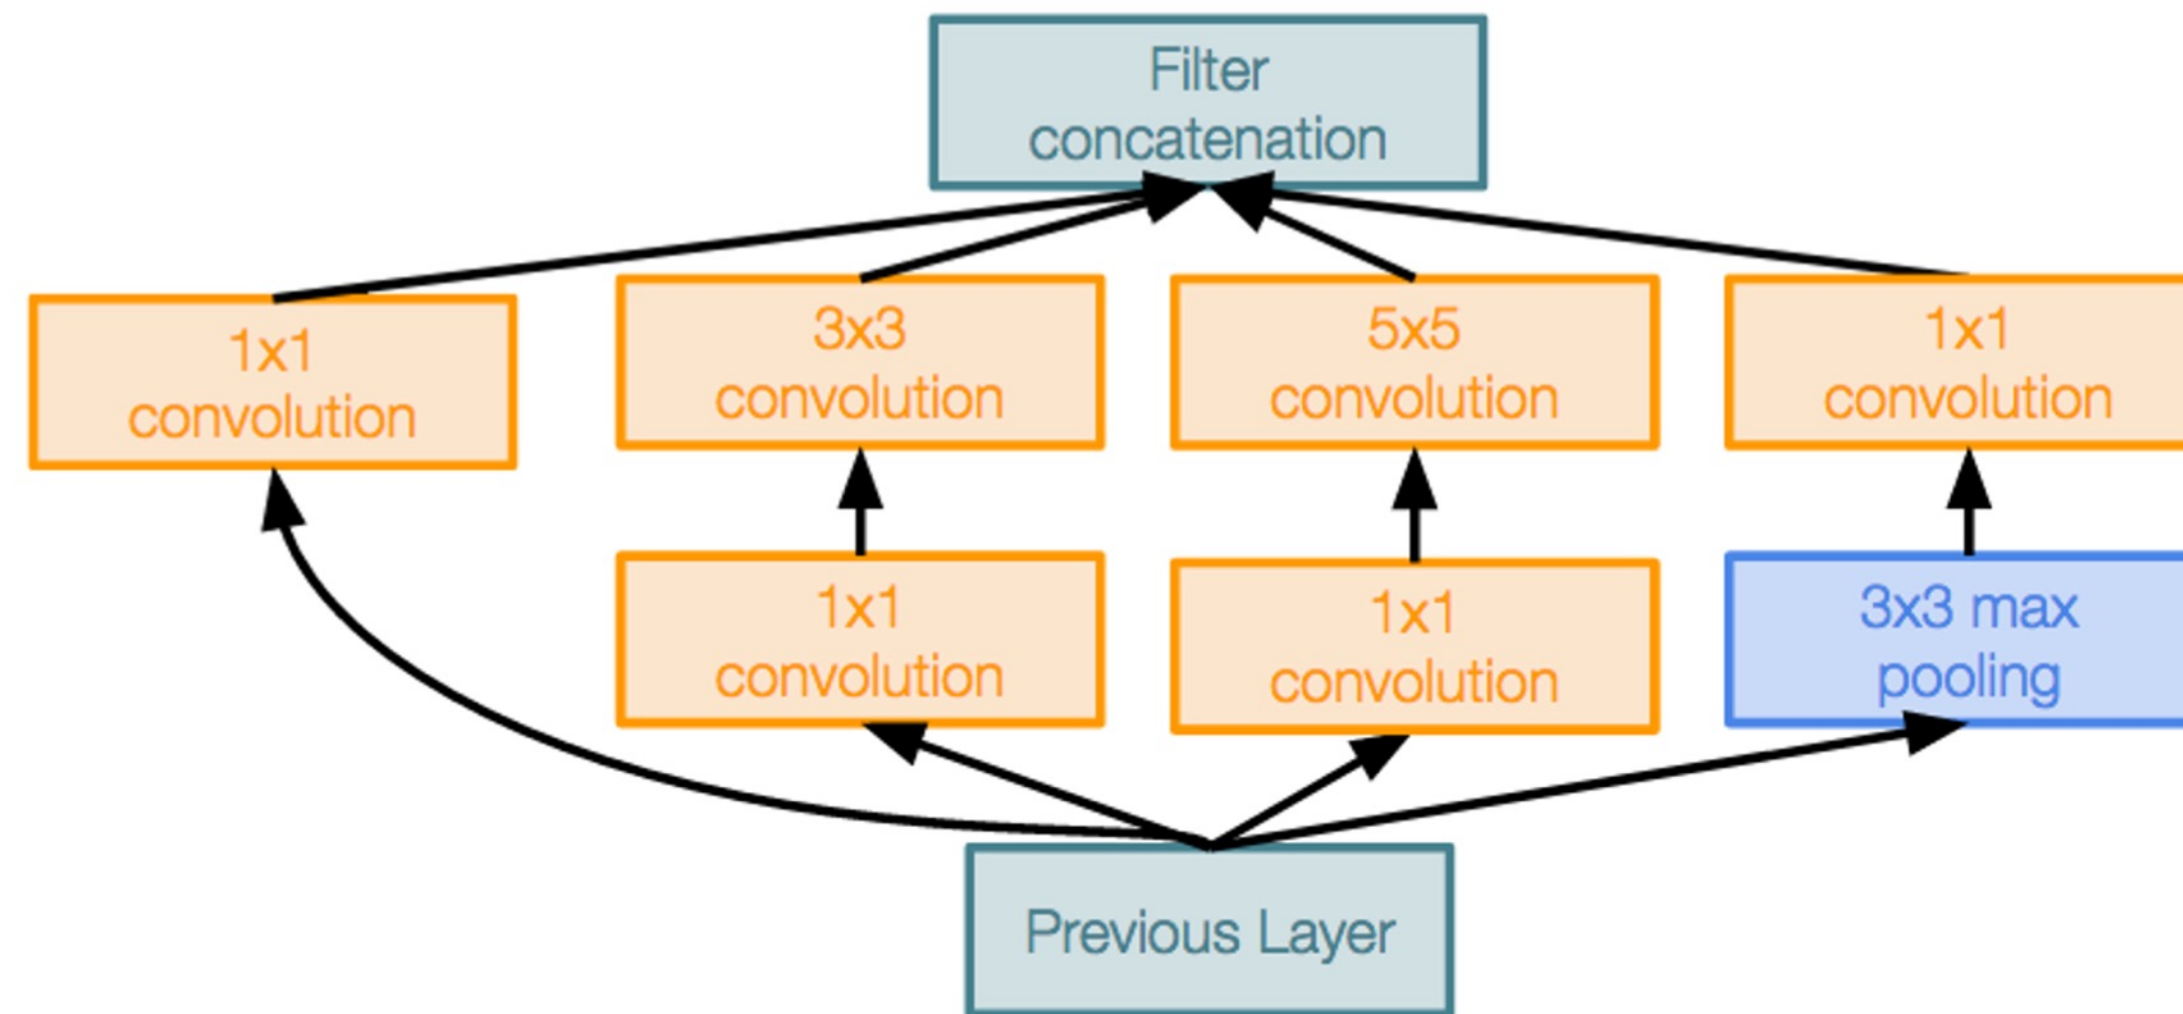 Filter
concatenation
1x1
convolution
3x3
convolution
5x5
convolution
1x1
convolution
1x1
convolution
1x1
convolution
3x3 max
pooling
Previous Layer